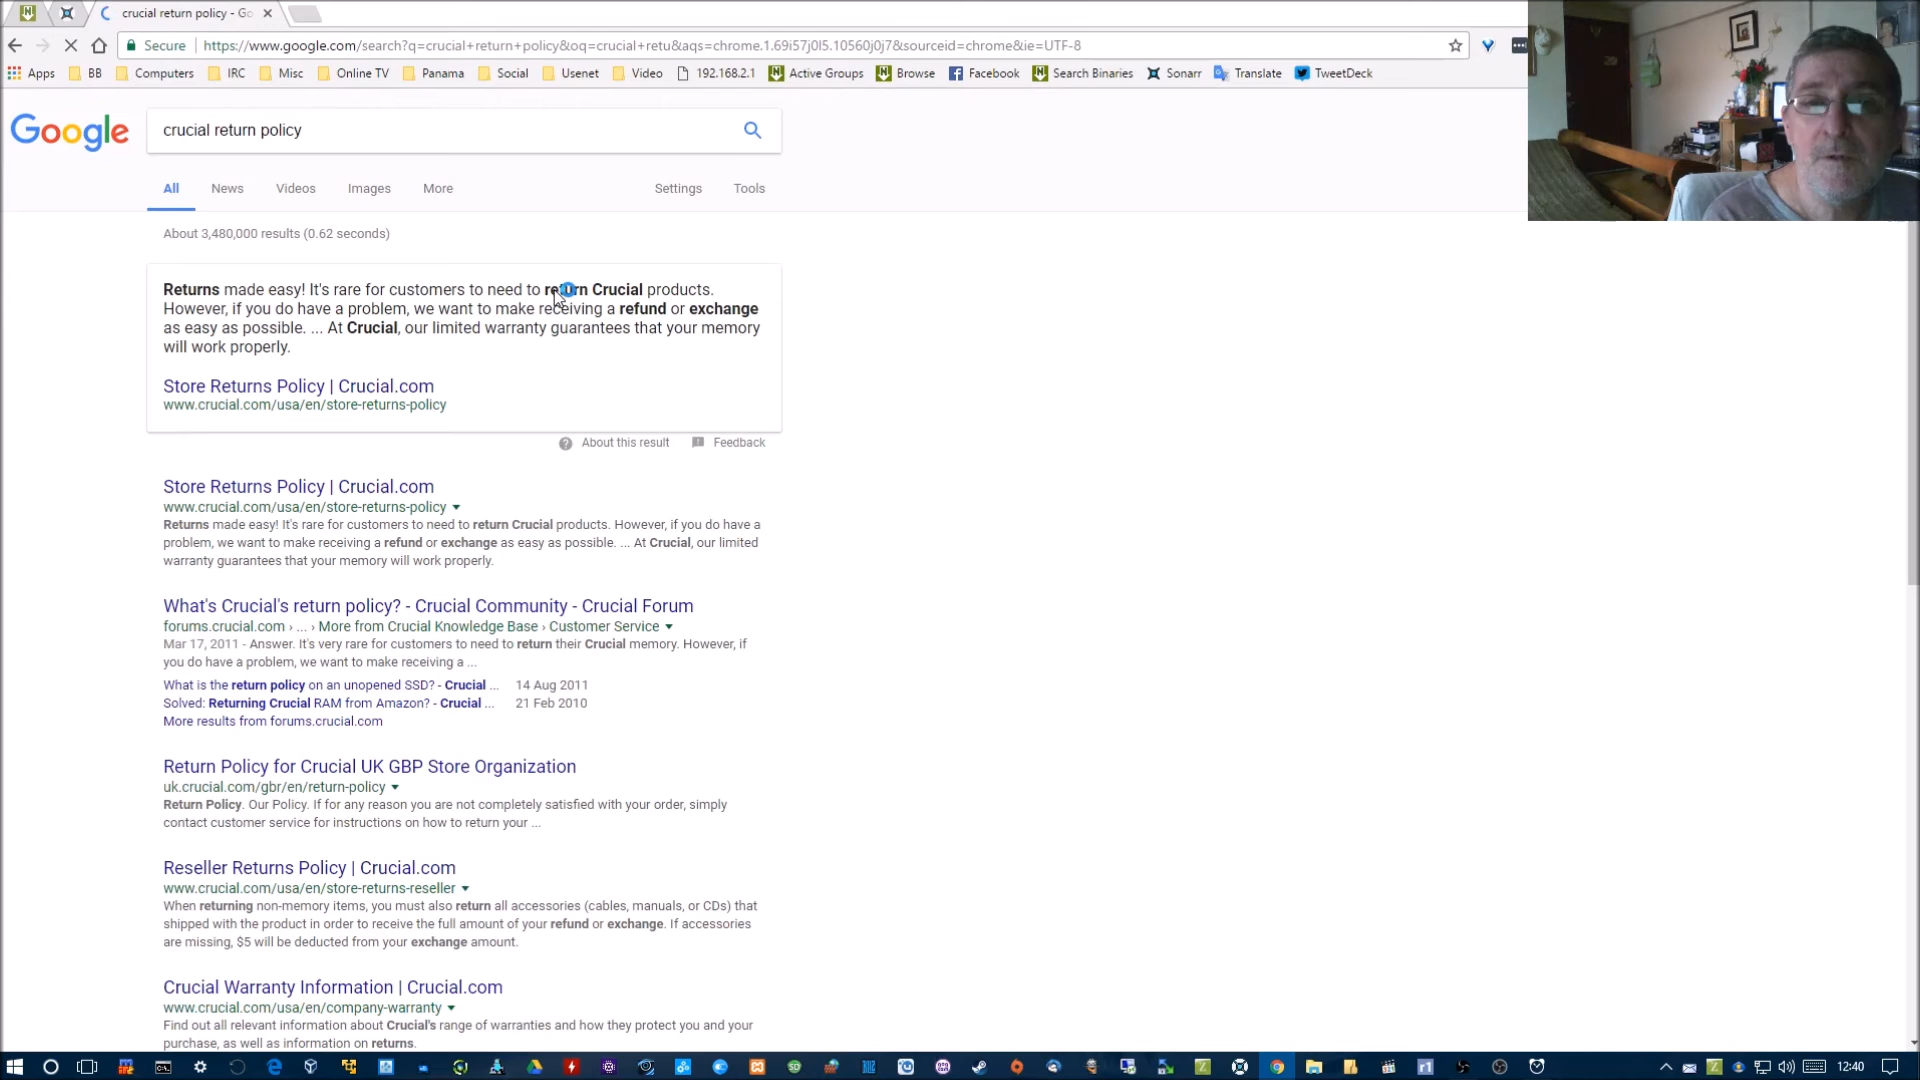 crucial return policy - Go
Secure https://www.google.com/search?q=crucial+return+policy&oq=crucial+retu&aqs=chrome.1.69i57j0l5.10560j0j7&sourceid=chrome&ie=UTF-8
Apps BB Computers IRC Misc Online TV Panama Social Usenet Video 192.168.2.1 Active Groups Browse Facebook Search Binaries Sonarr Translate TweetDeck
Google crucial return policy
All News Videos Images More Settings Tools
About 3,480,000 results (0.62 seconds)
Returns made easy! It's rare for customers to need to return Crucial products.
However, if you do have a problem, we want to make receiving a refund or exchange
as easy as possible. ... At Crucial, our limited warranty guarantees that your memory
will work properly.
Store Returns Policy | Crucial.com
www.crucial.com/usa/en/store-returns-policy
About this result Feedback
Store Returns Policy | Crucial.com
www.crucial.com/usa/en/store-returns-policy
Returns made easy! It's rare for customers to need to return Crucial products. However, if you do have a
problem, we want to make receiving a refund or exchange as easy as possible. ... At Crucial, our limited
warranty guarantees that your memory will work properly.
What's Crucial's return policy? - Crucial Community - Crucial Forum
forums.crucial.com › ... › More from Crucial Knowledge Base › Customer Service
Mar 17, 2011 - Answer. It's very rare for customers to need to return their Crucial memory. However, if
you do have a problem, we want to make receiving a ...
What is the return policy on an unopened SSD? - Crucial ... 14 Aug 2011
Solved: Returning Crucial RAM from Amazon? - Crucial ... 21 Feb 2010
More results from forums.crucial.com
Return Policy for Crucial UK GBP Store Organization
uk.crucial.com/gbr/en/return-policy
Return Policy. Our Policy. If for any reason you are not completely satisfied with your order, simply
contact customer service for instructions on how to return your ...
Reseller Returns Policy | Crucial.com
www.crucial.com/usa/en/store-returns-reseller
When returning non-memory items, you must also return all accessories (cables, manuals, or CDs) that
shipped with the product in order to receive the full amount of your refund or exchange. If accessories
are missing, $5 will be deducted from your exchange amount.
Crucial Warranty Information | Crucial.com
www.crucial.com/usa/en/company-warranty
Find out all relevant information about Crucial's range of warranties and how they protect you and your
purchase, as well as information on returns.
12:40